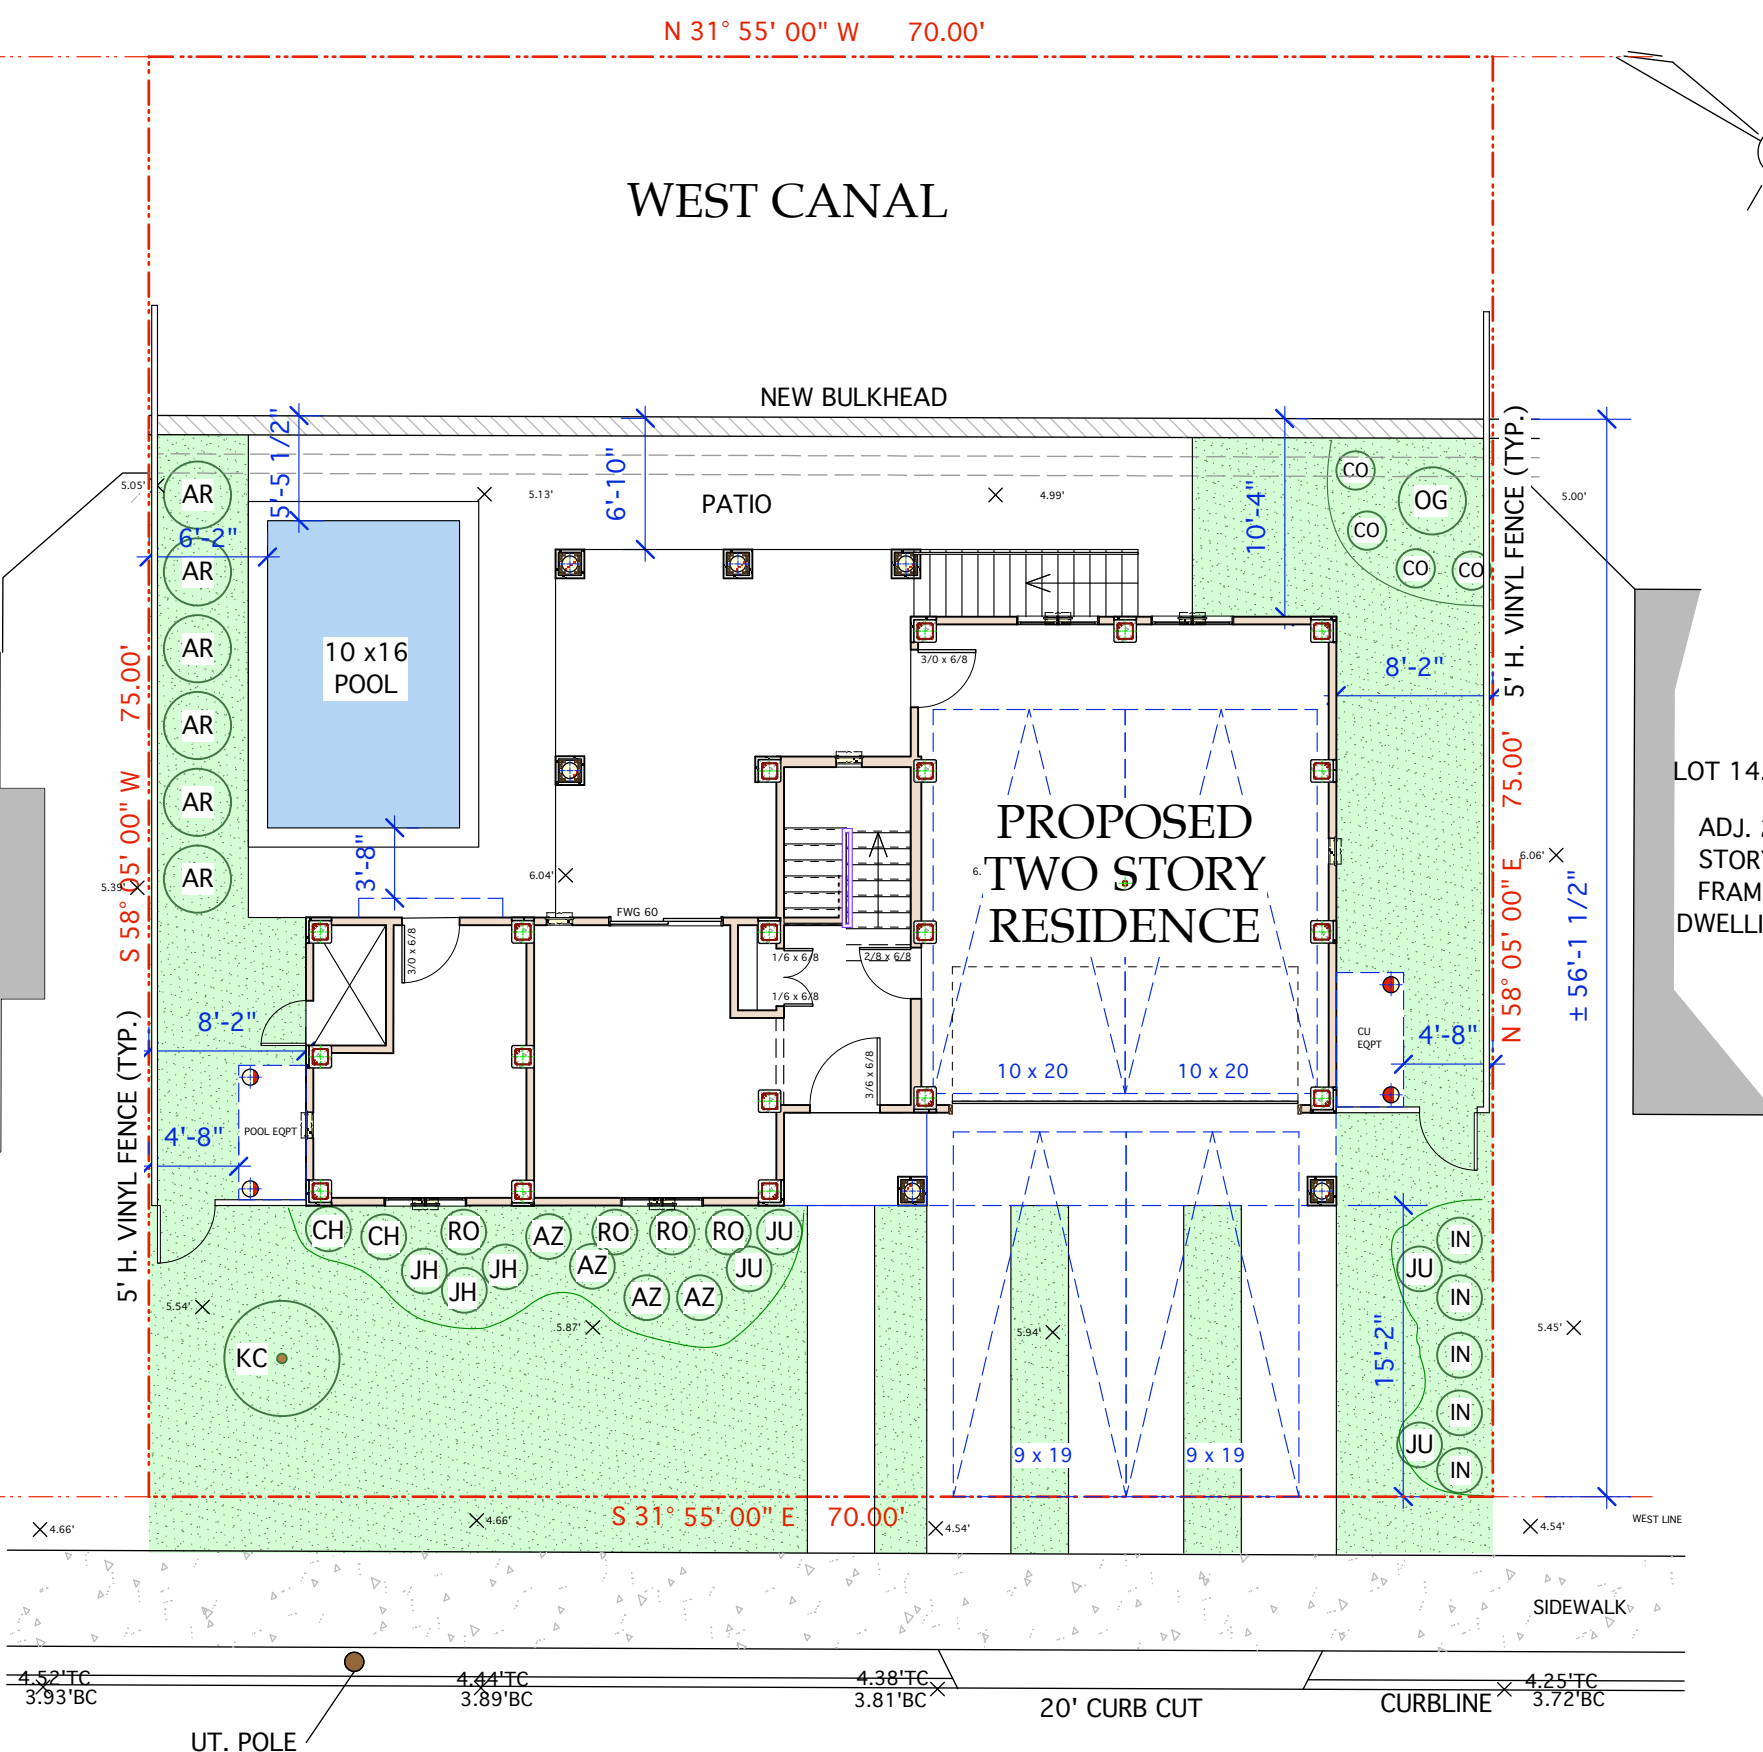 N 31° 55' 00" W 70.00'
WEST CANAL
NEW BULKHEAD
5'-5 1/2"
6'-10"
10'-4"
5.05'
5.13'
PATIO
4.99'
5.00'
AR
AR
AR
AR
AR
AR
6'-2"
CO
CO
CO
CO
OG
5' H. VINYL FENCE (TYP.)
10 x16
POOL
3/0 x 6/8
8'-2"
S 58° 05' 00" W 75.00'
N 58° 05' 00" E 75.00'
3'-8"
5.39'
6.04'
FWG 60
6.
PROPOSED
TWO STORY
RESIDENCE
6.06'
± 56'-1 1/2"
LOT 14.
ADJ. 2
STORY
FRAM
DWELLI
3/0 x 6/8
1/6 x 6/8
1/6 x 6/8
2/8 x 6/8
3/6 x 6/8
8'-2"
4'-8"
POOL EQPT
5' H. VINYL FENCE (TYP.)
10 x 20
10 x 20
CU
EQPT
4'-8"
CH
CH
RO
AZ
RO
RO
RO
JU
JH
JH
JH
AZ
AZ
AZ
JU
IN
IN
IN
IN
IN
JU
JU
5.54'
KC
5.87'
5.94'
15'-2"
5.45'
9 x 19
9 x 19
S 31° 55' 00" E 70.00'
4.66'
4.66'
4.54'
4.54'
WEST LINE
SIDEWALK
4.52'TC
3.93'BC
4.44'TC
3.89'BC
4.38'TC
3.81'BC
20' CURB CUT
CURBLINE
4.25'TC
3.72'BC
UT. POLE